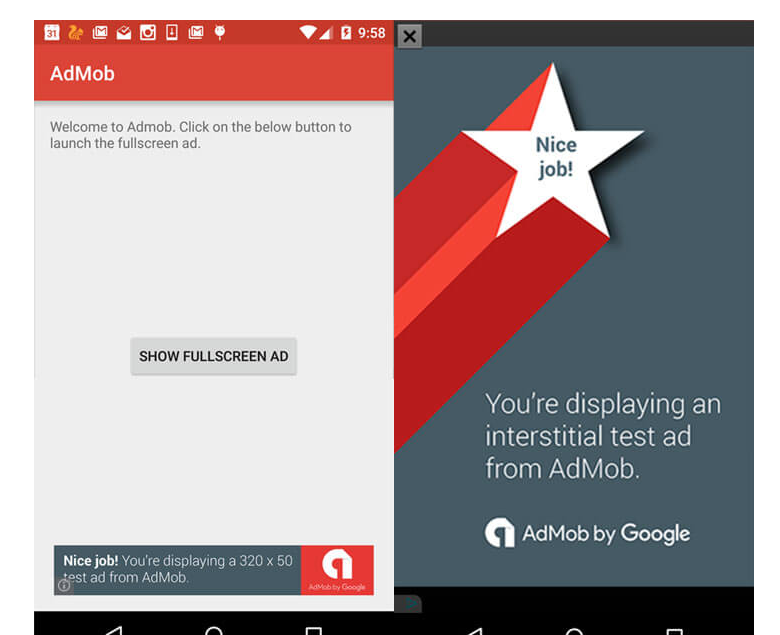 31
9:58
AdMob
Welcome to Admob. Click on the below button to
launch the fullscreen ad.
SHOW FULLSCREEN AD
Nice job! You're displaying a 320 x 50
test ad from AdMob.
AdMob by Google
Nice
job!
You're displaying an
interstitial test ad
from AdMob.
AdMob by Google